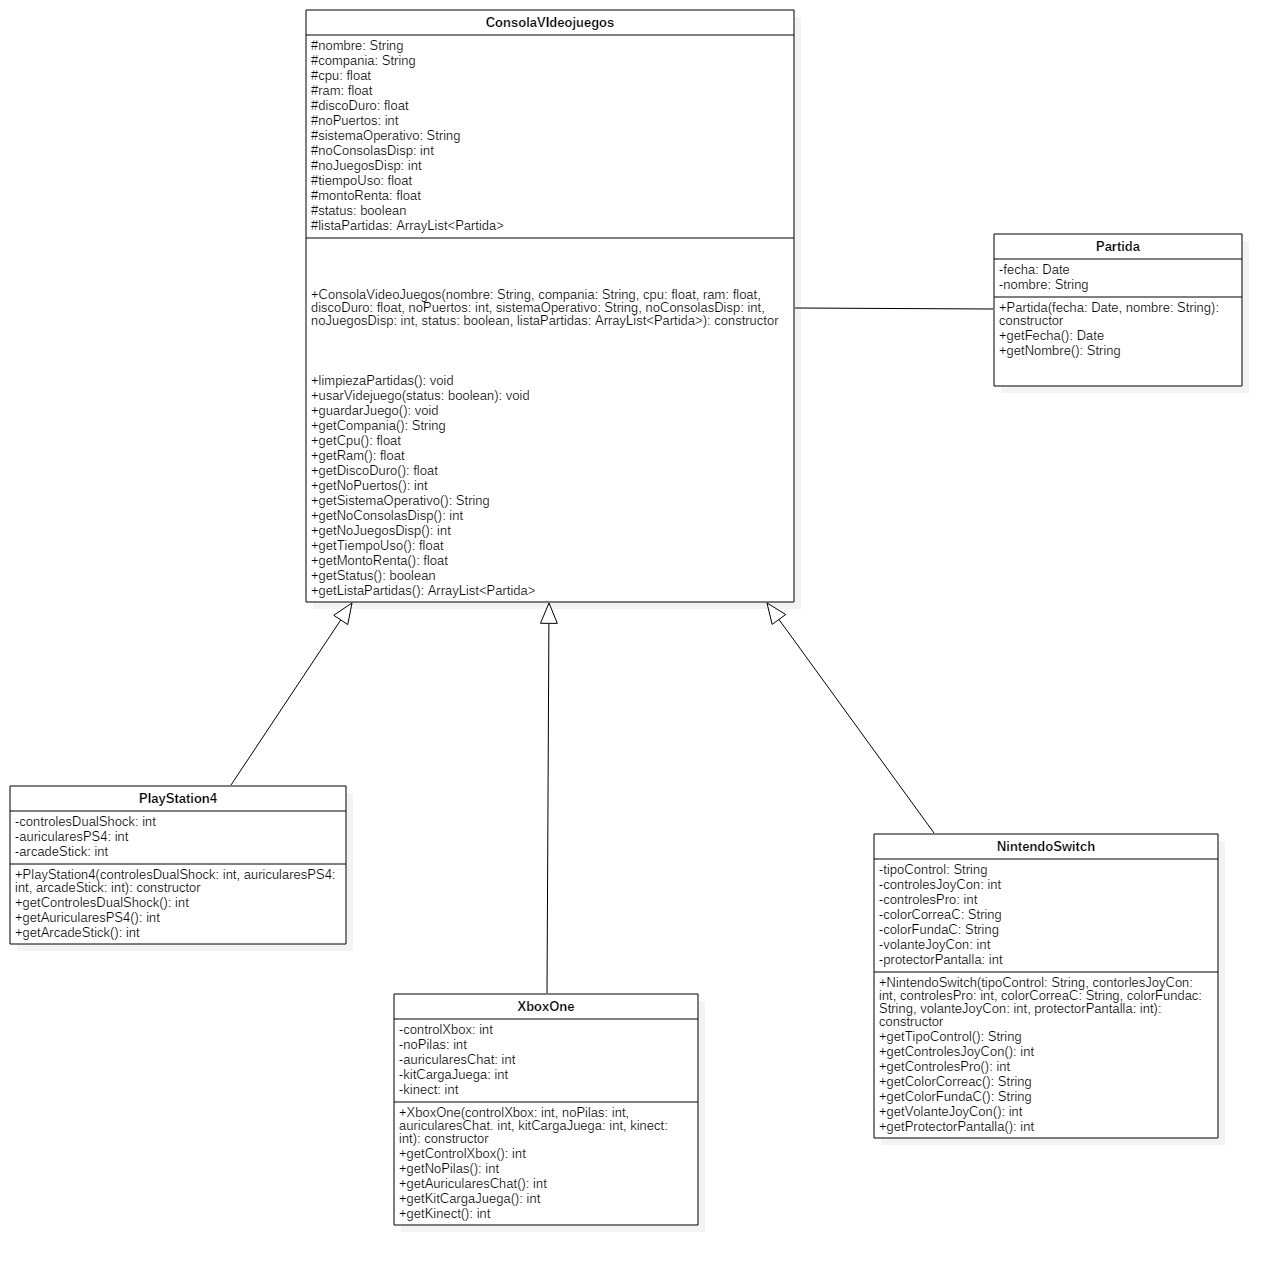 ConsolaVIdeojuegos
#nombre: String
#compania: String
#cpu: float
#ram: float
#discoDuro: float
#noPuertos: int
#sistemaOperativo: String
#noConsolasDisp: int
#noJuegosDisp: int
#tiempoUso: float
#montoRenta: float
#status: boolean
#listaPartidas: ArrayList<Partida>
+ConsolaVideoJuegos(nombre: String, compania: String, cpu: float, ram: float,
discoDuro: float, noPuertos: int, sistemaOperativo: String, noConsolasDisp: int,
noJuegosDisp: int, status: boolean, listaPartidas: ArrayList<Partida>): constructor
+limpiezaPartidas(): void
+usarVidejuego(status: boolean): void
+guardarJuego(): void
+getCompania(): String
+getCpu(): float
+getRam(): float
+getDiscoDuro(): float
+getNoPuertos(): int
+getSistemaOperativo(): String
+getNoConsolasDisp(): int
+getNoJuegosDisp(): int
+getTiempoUso(): float
+getMontoRenta(): float
+getStatus(): boolean
+getListaPartidas(): ArrayList<Partida>
Partida
-fecha: Date
-nombre: String
+Partida(fecha: Date, nombre: String):
constructor
+getFecha(): Date
+getNombre(): String
PlayStation4
-controlesDualShock: int
-auricularesPS4: int
-arcadeStick: int
+PlayStation4(controlesDualShock: int, auricularesPS4:
int, arcadeStick: int): constructor
+getControlesDualShock(): int
+getAuricularesPS4(): int
+getArcadeStick(): int
XboxOne
-controlXbox: int
-noPilas: int
-auricularesChat: int
-kitCargaJuega: int
-kinect: int
+XboxOne(controlXbox: int, noPilas: int,
auricularesChat. int, kitCargaJuega: int, kinect:
int): constructor
+getControlXbox(): int
+getNoPilas(): int
+getAuricularesChat(): int
+getKitCargaJuega(): int
+getKinect(): int
NintendoSwitch
-tipoControl: String
-controlesJoyCon: int
-controlesPro: int
-colorCorreaC: String
-colorFundaC: String
-volanteJoyCon: int
-protectorPantalla: int
+NintendoSwitch(tipoControl: String, contorlesJoyCon:
int, controlesPro: int, colorCorreaC: String, colorFundac:
String, volanteJoyCon: int, protectorPantalla: int):
constructor
+getTipoControl(): String
+getControlesJoyCon(): int
+getControlesPro(): int
+getColorCorreac(): String
+getColorFundaC(): String
+getVolanteJoyCon(): int
+getProtectorPantalla(): int